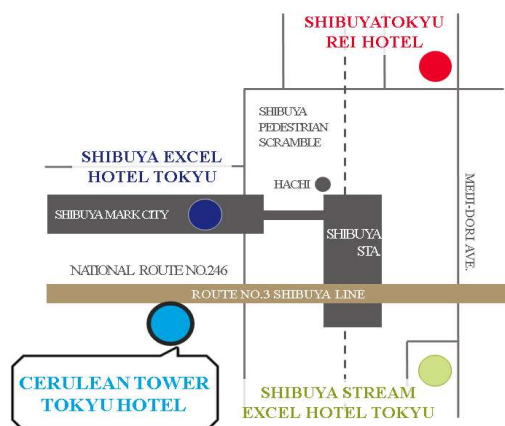 SHIBUYATOKYU
REI HOTEL
SHIBUYA
PEDESTRIAN
SCRAMBLE
SHIBUYA EXCEL
HOTEL TOKYU
HACHI
MEIJI-DORI AVE.
SHIBUYA MARK CITY
SHIBUYA
STA.
NATIONAL ROUTE NO.246
ROUTE NO.3 SHIBUYA LINE
CERULEAN TOWER
TOKYU HOTEL
SHIBUYA STREAM
EXCEL HOTEL TOKYU